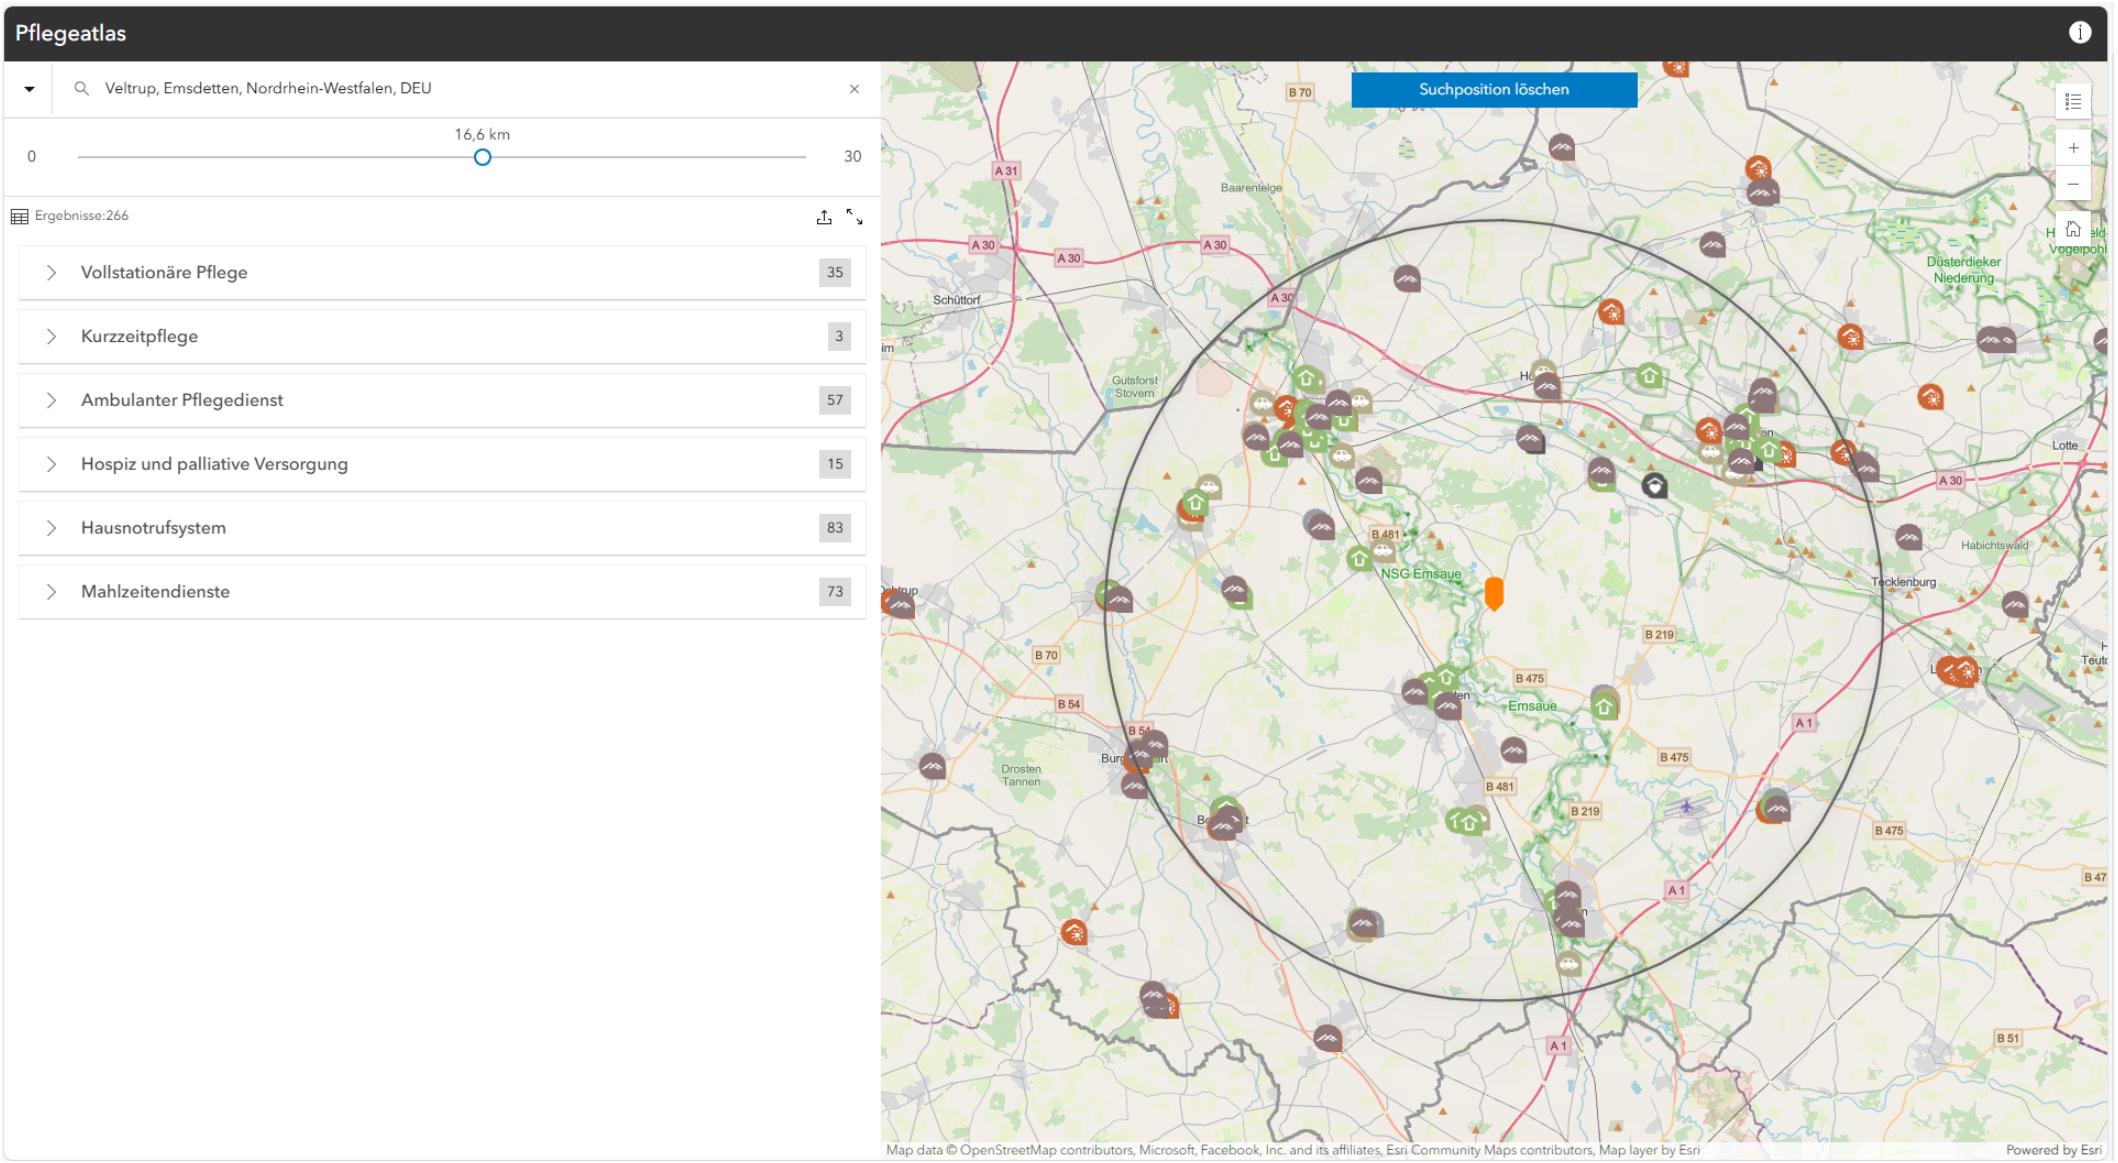 Pflegeatlas
Veltrup, Emsdetten, Nordrhein-Westfalen, DEU
16,6 km
0
30
Ergebnisse:266
Vollstationäre Pflege
35
Kurzzeitpflege
3
Ambulanter Pflegedienst
57
Hospiz und palliative Versorgung
15
Hausnotrufsystem
83
Mahlzeitendienste
73
Suchposition löschen
B 70
A 31
Baarentelge
A 30
A 30
A 30
Düsterdieker
Niederung
Schüttorf
A 30
Gutsforst
Stovern
Lotte
A 30
B 481
Habichtswald
NSG Emsaue
Tecklenburg
B 219
B 70
B 475
B 54
Emsaue
A 1
B 54
B 475
Drosten
Tannen
B 481
B 219
B 475
B 47
A 1
B 51
A 1
Map data © OpenStreetMap contributors, Microsoft, Facebook, Inc. and its affiliates, Esri Community Maps contributors, Map layer by Esri
Powered by Esri